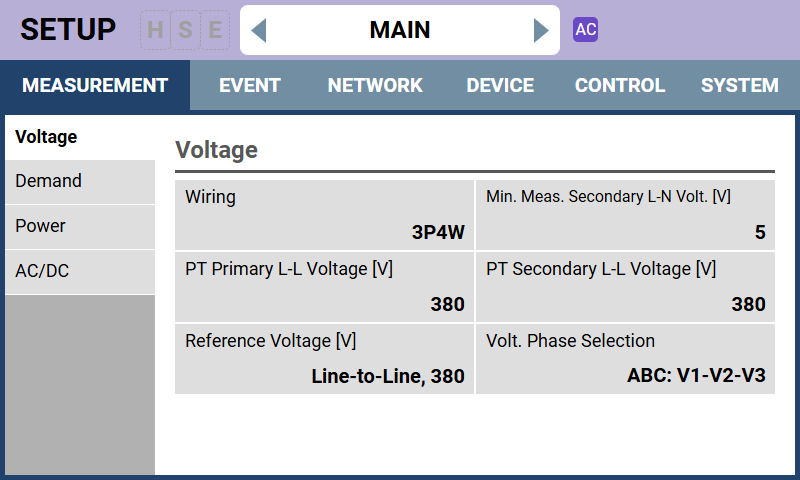 SETUP H S E MAIN AC
MEASUREMENT EVENT NETWORK DEVICE CONTROL SYSTEM
Voltage
Demand
Power
AC/DC
Voltage
Wiring
3P4W
Min. Meas. Secondary L-N Volt. [V]
5
PT Primary L-L Voltage [V]
380
PT Secondary L-L Voltage [V]
380
Reference Voltage [V]
Line-to-Line, 380
Volt. Phase Selection
ABC: V1-V2-V3